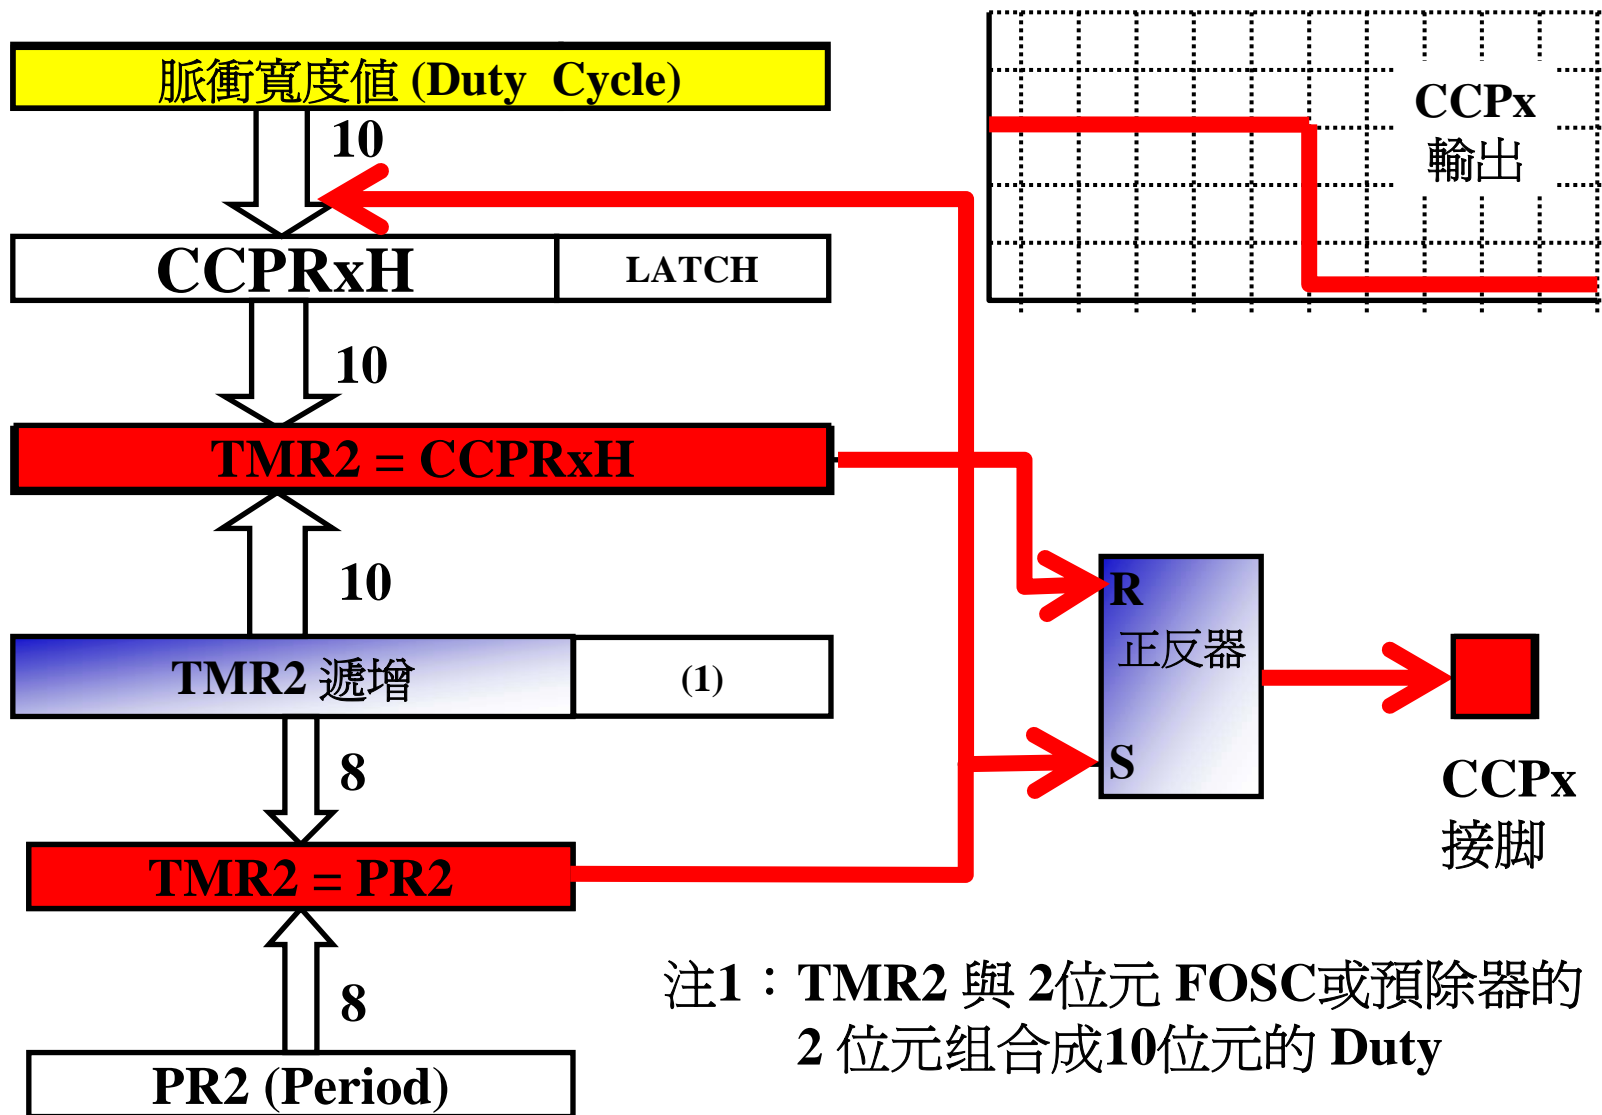 脈衝寬度值 (Duty Cycle)
10
CCPRxH
LATCH
10
TMR2 = CCPRxH
10
TMR2 遞增
(1)
8
TMR2 = PR2
8
PR2 (Period)
CCPx
輸出
R
正反器
S
CCPx
接脚
注1：TMR2 與 2位元 FOSC或預除器的
2 位元组合成10位元的 Duty